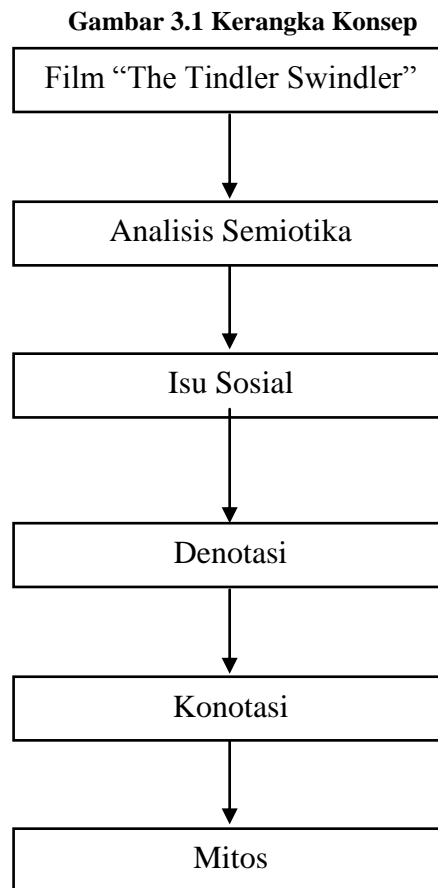 Gambar 3.1 Kerangka Konsep
Film “The Tindler Swindler”
Analisis Semiotika
Isu Sosial
Denotasi
Konotasi
Mitos